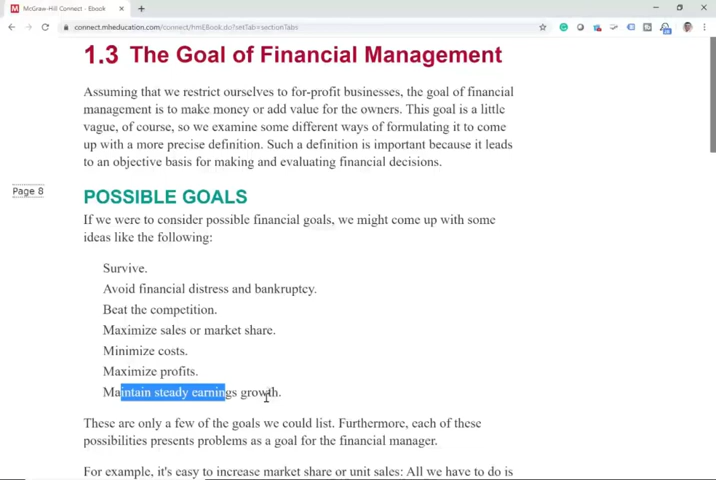 McGraw-Hill Connect - Ebook
connect.mheducation.com/connect/hmEBook.do?setTab=sectionTabs
1.3 The Goal of Financial Management
Assuming that we restrict ourselves to for-profit businesses, the goal of financial
management is to make money or add value for the owners. This goal is a little
vague, of course, so we examine some different ways of formulating it to come
up with a more precise definition. Such a definition is important because it leads
to an objective basis for making and evaluating financial decisions.
Page 8
POSSIBLE GOALS
If we were to consider possible financial goals, we might come up with some
ideas like the following:
Survive.
Avoid financial distress and bankruptcy.
Beat the competition.
Maximize sales or market share.
Minimize costs.
Maximize profits.
Maintain steady earnings growth.
These are only a few of the goals we could list. Furthermore, each of these
possibilities presents problems as a goal for the financial manager.
For example, it's easy to increase market share or unit sales: All we have to do is